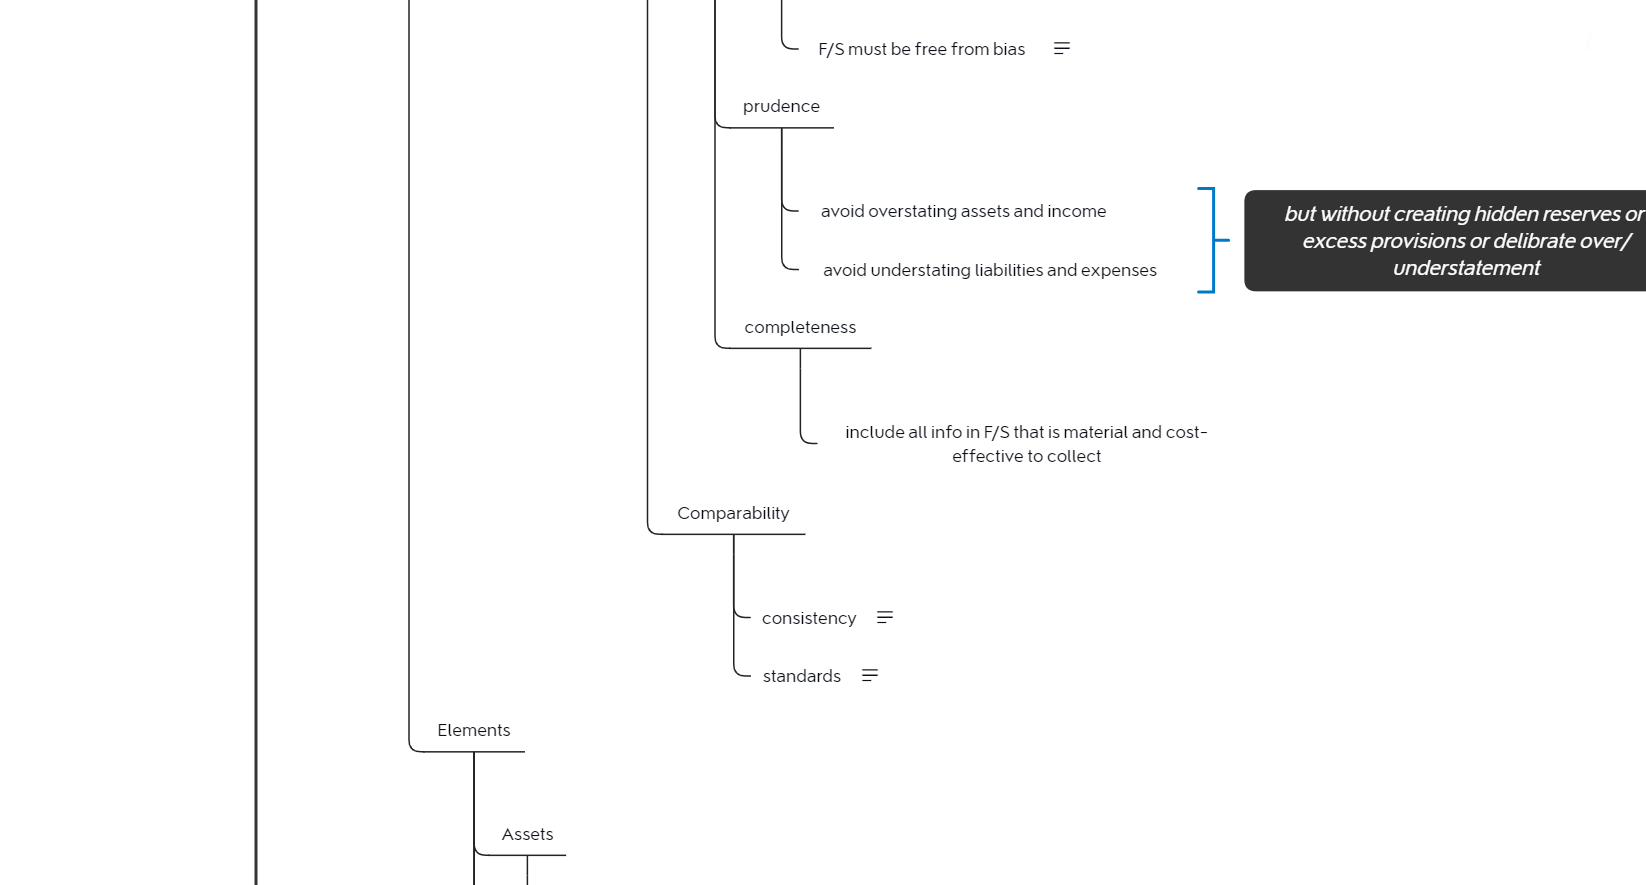 F/S must be free from bias
prudence
avoid overstating assets and income
avoid understating liabilities and expenses
but without creating hidden reserves or
excess provisions or delibrate over/
understatement
completeness
include all info in F/S that is material and cost-
effective to collect
Comparability
consistency
standards
Elements
Assets